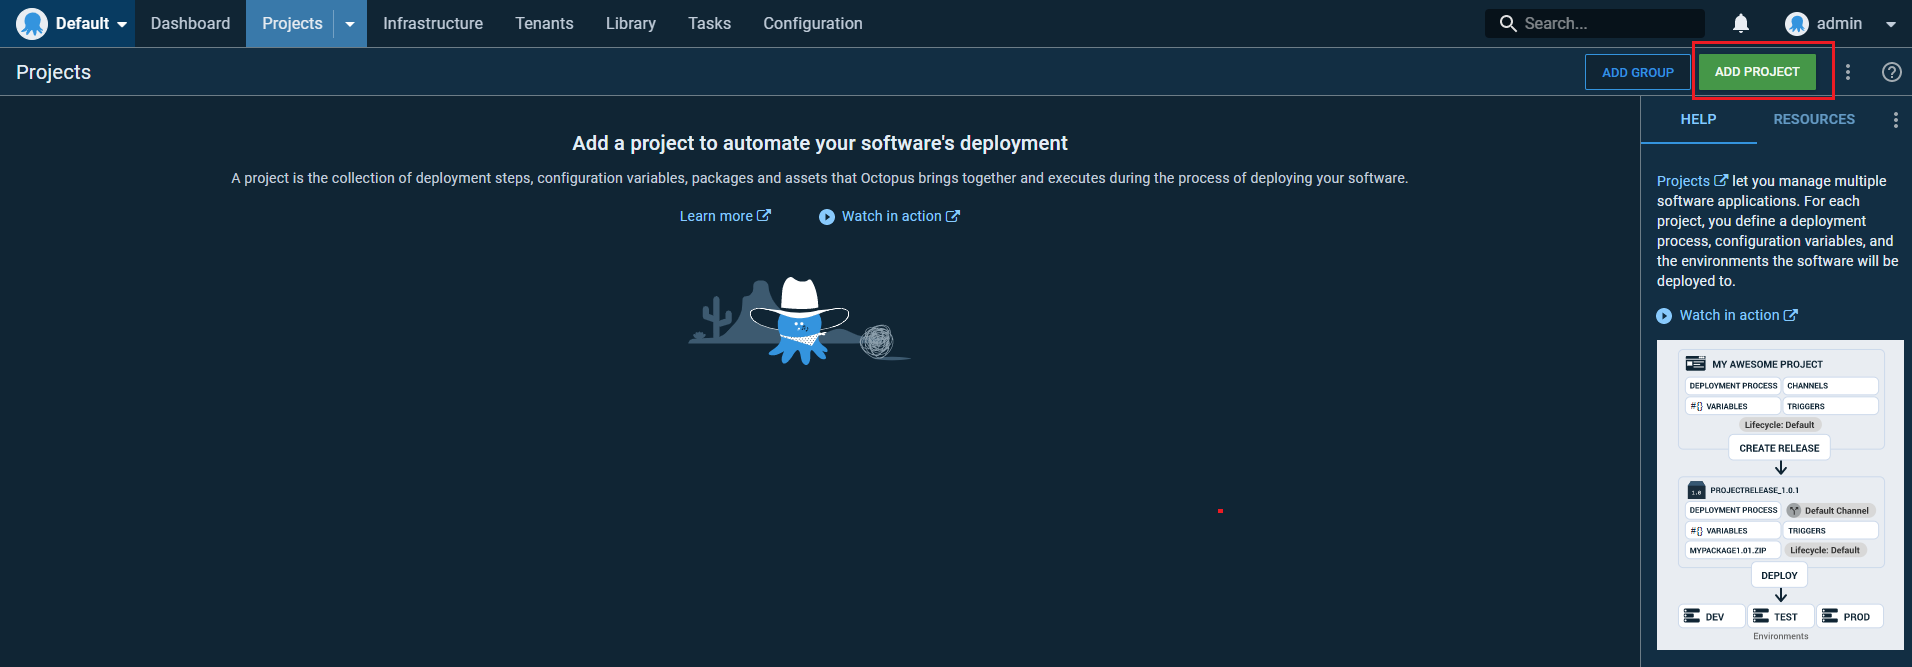 Default
Dashboard
Projects
Infrastructure
Tenants
Library
Tasks
Configuration
Search...
admin
Projects
ADD GROUP
ADD PROJECT
Add a project to automate your software's deployment
A project is the collection of deployment steps, configuration variables, packages and assets that Octopus brings together and executes during the process of deploying your software.
Learn more
Watch in action
HELP
RESOURCES
Projects let you manage multiple
software applications. For each
project, you define a deployment
process, configuration variables, and
the environments the software will be
deployed to.
Watch in action
MY AWESOME PROJECT
DEPLOYMENT PROCESS
CHANNELS
#{} VARIABLES
TRIGGERS
Lifecycle: Default
CREATE RELEASE
1.0
PROJECTRELEASE_1.0.1
DEPLOYMENT PROCESS
Default Channel
#{} VARIABLES
TRIGGERS
MYPACKAGE1.01.ZIP
Lifecycle: Default
DEPLOY
DEV
TEST
PROD
Environments